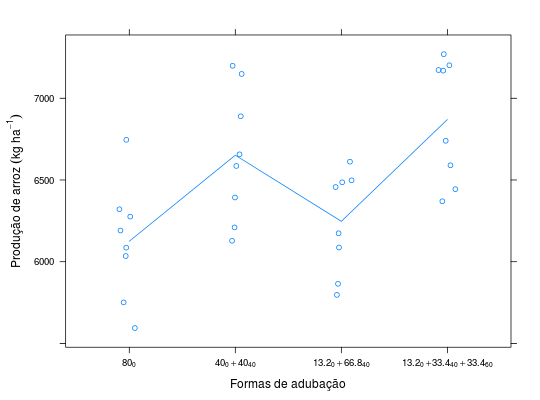 Produção de arroz (kg ha⁻¹)
7000
6500
6000
80₀
40₀ + 40₄₀
13.2₀ + 66.8₄₀
13.2₀ + 33.4₄₀ + 33.4₆₀
Formas de adubação